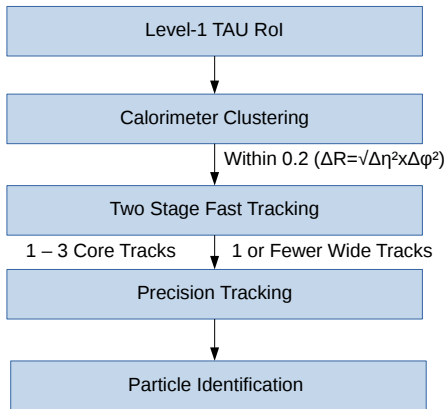 Level-1 TAU RoI
Calorimeter Clustering
Within 0.2 (ΔR=√Δη²xΔφ²)
Two Stage Fast Tracking
1 – 3 Core Tracks
1 or Fewer Wide Tracks
Precision Tracking
Particle Identification